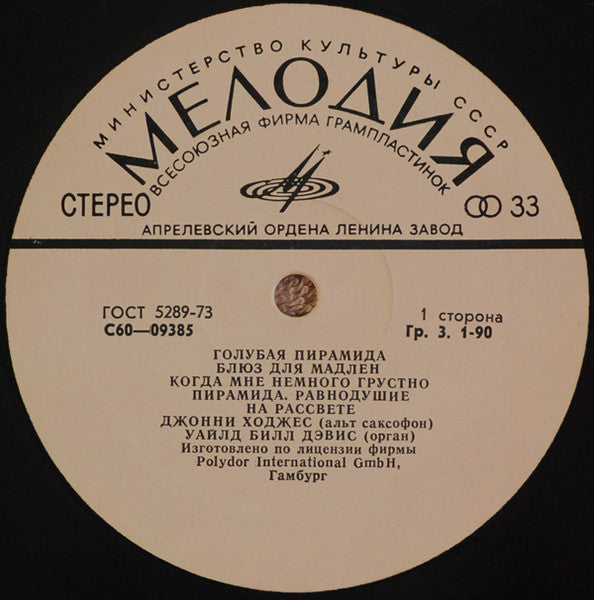 МИНИСТЕРСТВО КУЛЬТУРЫ СССР
МЕЛОДИЯ
ВСЕСОЮЗНАЯ ФИРМА ГРАМПЛАСТИНОК
СТЕРЕО
33
АПРЕЛЕВСКИЙ ОРДЕНА ЛЕНИНА ЗАВОД
ГОСТ 5289-73
С60—09385
1 сторона
Гр. 3. 1-90
ГОЛУБАЯ ПИРАМИДА
БЛЮЗ ДЛЯ МАДЛЕН
КОГДА МНЕ НЕМНОГО ГРУСТНО
ПИРАМИДА. РАВНОДУШИЕ
НА РАССВЕТЕ
ДЖОННИ ХОДЖЕС (альт саксофон)
УАЙЛД БИЛЛ ДЭВИС (орган)
Изготовлено по лицензии фирмы
Polydor International GmbH,
Гамбург